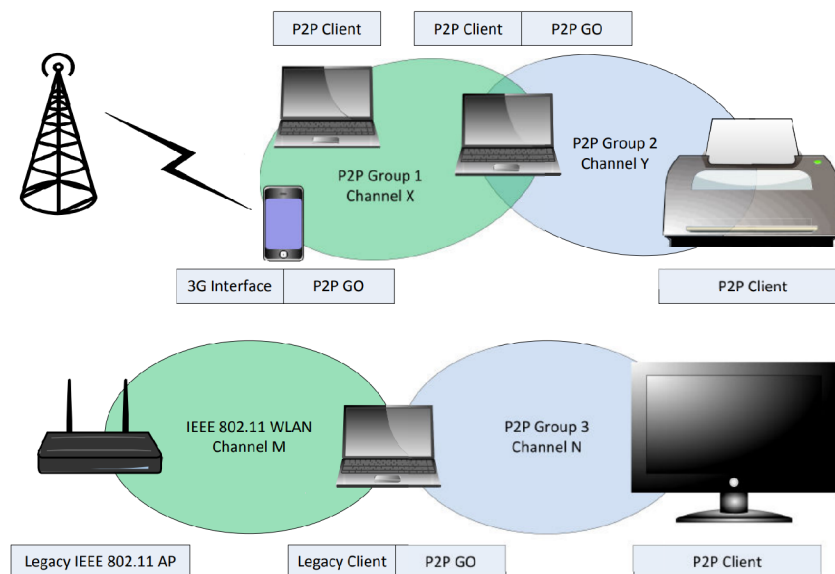 P2P Client
P2P Client
P2P GO
P2P Group 1
Channel X
P2P Group 2
Channel Y
3G Interface
P2P GO
P2P Client
IEEE 802.11 WLAN
Channel M
P2P Group 3
Channel N
Legacy IEEE 802.11 AP
Legacy Client
P2P GO
P2P Client